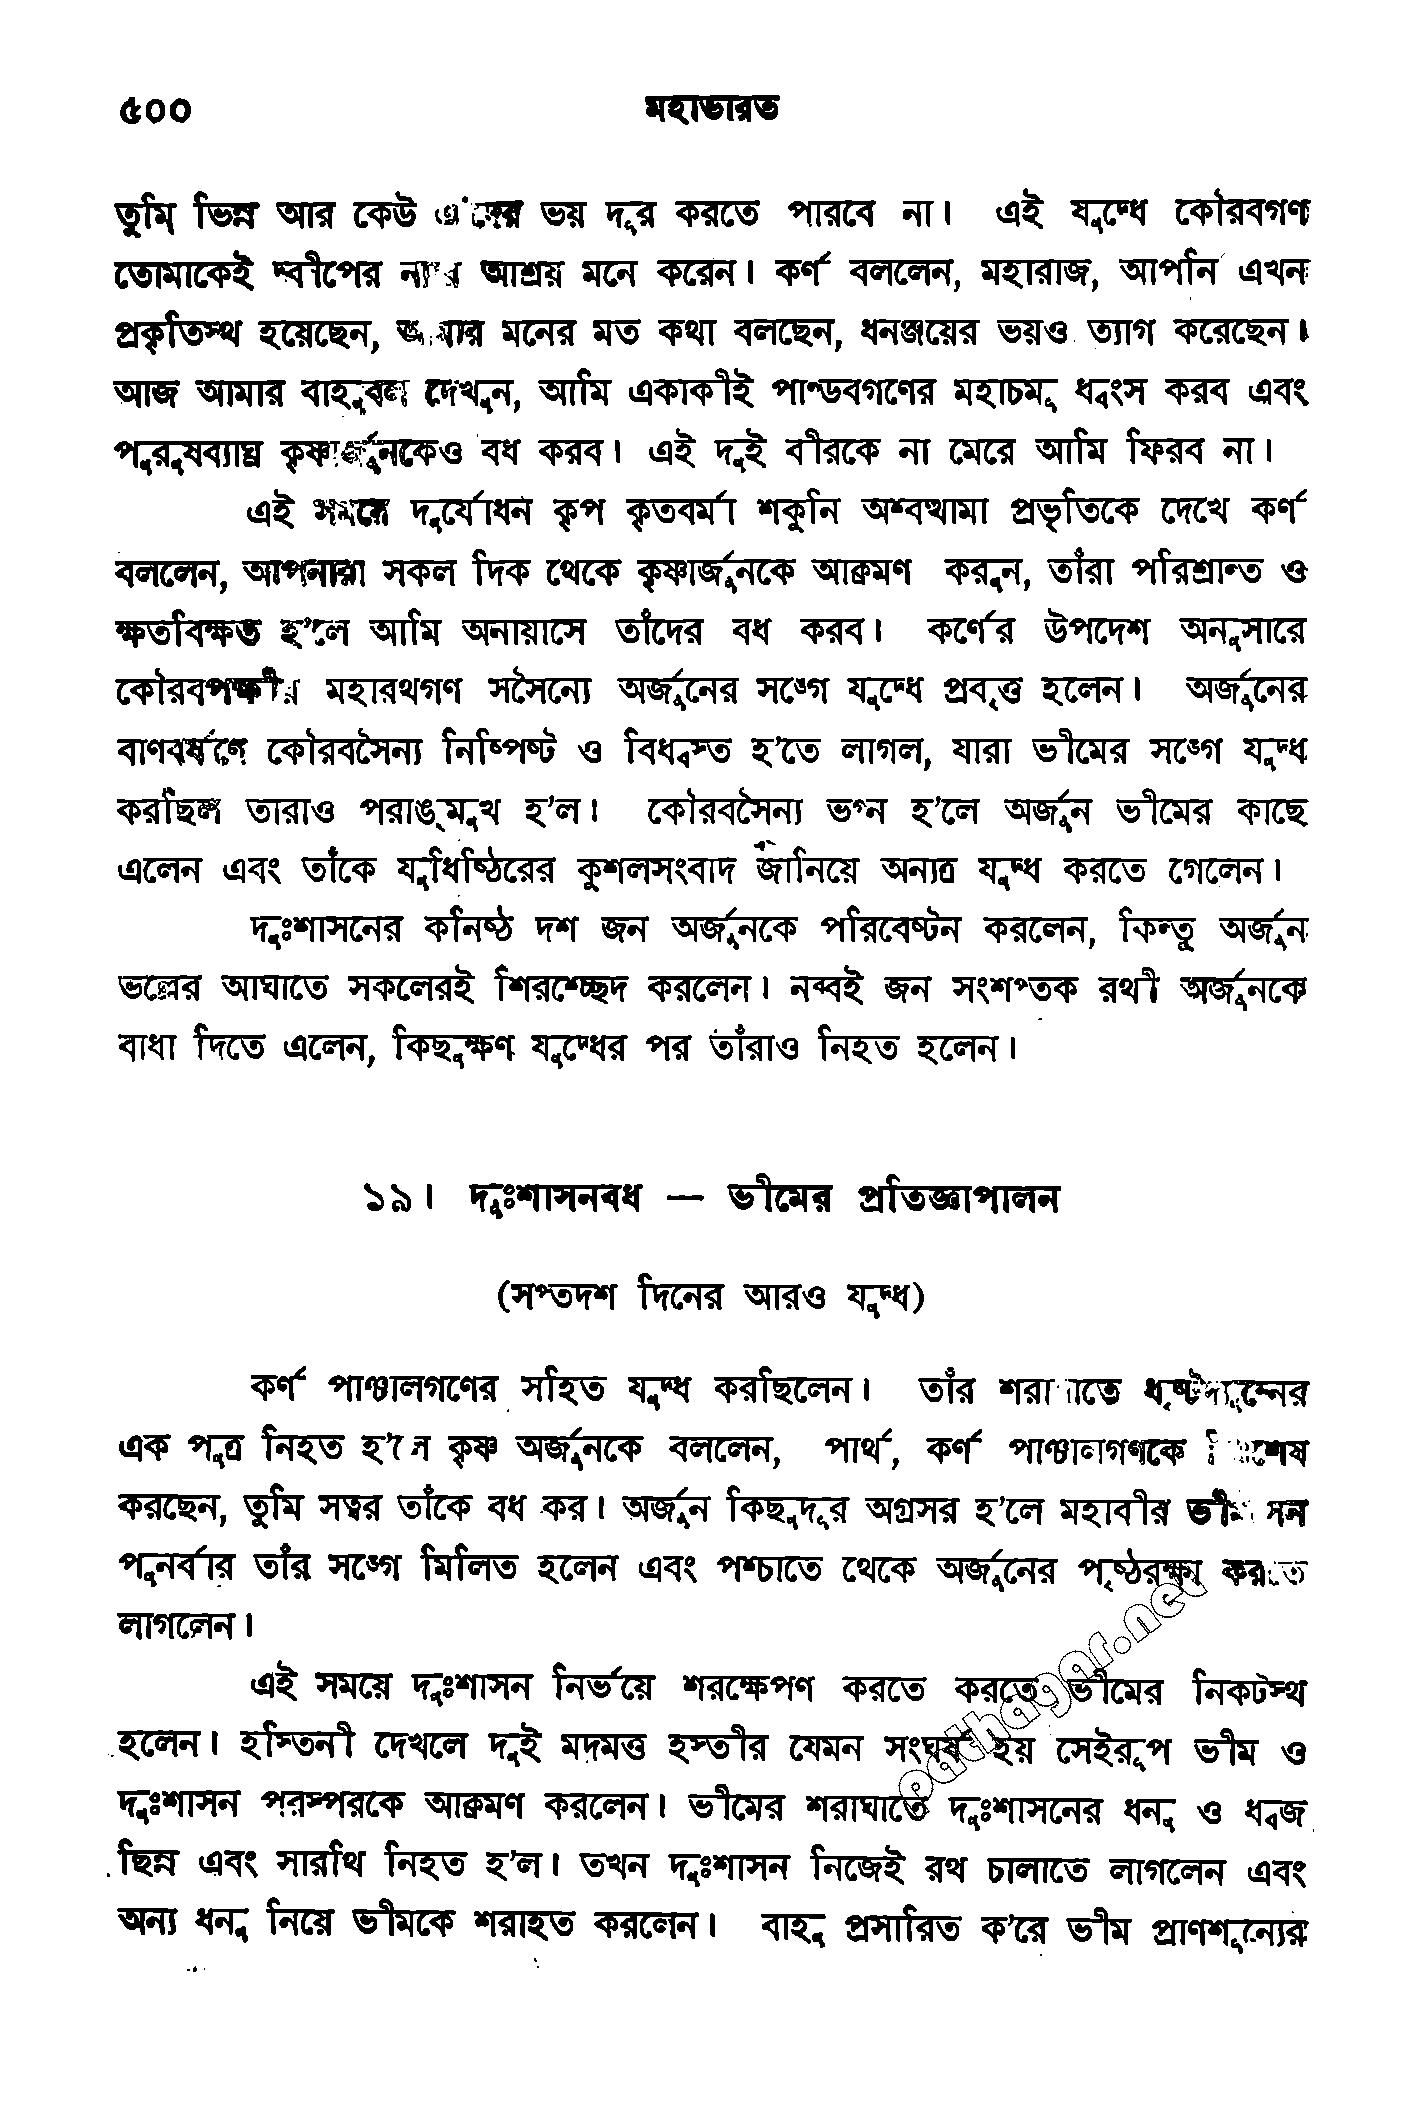 ৫০০ মহাভারত
তুমি ভিন্ন আর কেউ এদের ভয় দূর করতে পারবে না। এই যুদ্ধে কৌরবগণ
তোমাকেই দ্বীপের ন্যায় আশ্রয় মনে করেন। কর্ণ বললেন, মহারাজ, আপনি এখন
প্রকৃতিস্থ হয়েছেন, আমার মনের মত কথা বলছেন, ধনঞ্জয়ের ভয়ও ত্যাগ করেছেন।
আজ আমার বাহুবল দেখুন, আমি একাকীই পাণ্ডবগণের মহাচমূ ধ্বংস করব এবং
পুরুষব্যাঘ্র কৃষ্ণার্জুনকেও বধ করব। এই দুই বীরকে না মেরে আমি ফিরব না।
এই সময়ে দুর্যোধন কৃপ কৃতবর্মা শকুনি অশ্বত্থামা প্রভৃতিকে দেখে কর্ণ
বললেন, আপনারা সকল দিক থেকে কৃষ্ণার্জুনকে আক্রমণ করুন, তাঁরা পরিশ্রান্ত ও
ক্ষতবিক্ষত হ'লে আমি অনায়াসে তাঁদের বধ করব। কর্ণের উপদেশ অনুসারে
কৌরবপক্ষীয় মহারথগণ সসৈন্যে অর্জুনের সঙ্গে যুদ্ধে প্রবৃত্ত হলেন। অর্জুনের
বাণবর্ষণে কৌরবসৈন্য নিষ্পিষ্ট ও বিধ্বস্ত হ'তে লাগল, যারা ভীমের সঙ্গে যুদ্ধ
করছিল তারাও পরাঙ্‌মুখ হ'ল। কৌরবসৈন্য ভগ্ন হ'লে অর্জুন ভীমের কাছে
এলেন এবং তাঁকে যুধিষ্ঠিরের কুশলসংবাদ জানিয়ে অন্যত্র যুদ্ধ করতে গেলেন।
দুঃশাসনের কনিষ্ঠ দশ জন অর্জুনকে পরিবেষ্টন করলেন, কিন্তু অর্জুন
ভল্লের আঘাতে সকলেরই শিরশ্ছেদ করলেন। নব্বই জন সংশপ্তক রথী অর্জুনকে
বাধা দিতে এলেন, কিছুক্ষণ যুদ্ধের পর তাঁরাও নিহত হলেন।
১৯। দুঃশাসনবধ — ভীমের প্রতিজ্ঞাপালন
(সপ্তদশ দিনের আরও যুদ্ধ)
কর্ণ পাঞ্চালগণের সহিত যুদ্ধ করছিলেন। তাঁর শরাঘাতে ধৃষ্টদ্যুম্নের
এক পুত্র নিহত হ'লে কৃষ্ণ অর্জুনকে বললেন, পার্থ, কর্ণ পাঞ্চালগণকে নিঃশেষ
করছেন, তুমি সত্বর তাঁকে বধ কর। অর্জুন কিছুদূর অগ্রসর হ'লে মহাবীর ভীমসেন
পুনর্বার তাঁর সঙ্গে মিলিত হলেন এবং পশ্চাতে থেকে অর্জুনের পৃষ্ঠরক্ষা করতে
লাগলেন।
এই সময়ে দুঃশাসন নির্ভয়ে শরক্ষেপণ করতে করতে ভীমের নিকটস্থ
হলেন। হস্তিনী দেখলে দুই মদমত্ত হস্তীর যেমন সংঘর্ষ হয় সেইরূপ ভীম ও
দুঃশাসন পরস্পরকে আক্রমণ করলেন। ভীমের শরাঘাতে দুঃশাসনের ধনু ও ধ্বজ
ছিন্ন এবং সারথি নিহত হ'ল। তখন দুঃশাসন নিজেই রথ চালাতে লাগলেন এবং
অন্য ধনু নিয়ে ভীমকে শরাহত করলেন। বাহু প্রসারিত ক'রে ভীম প্রাণশূন্যের
pathagar.net